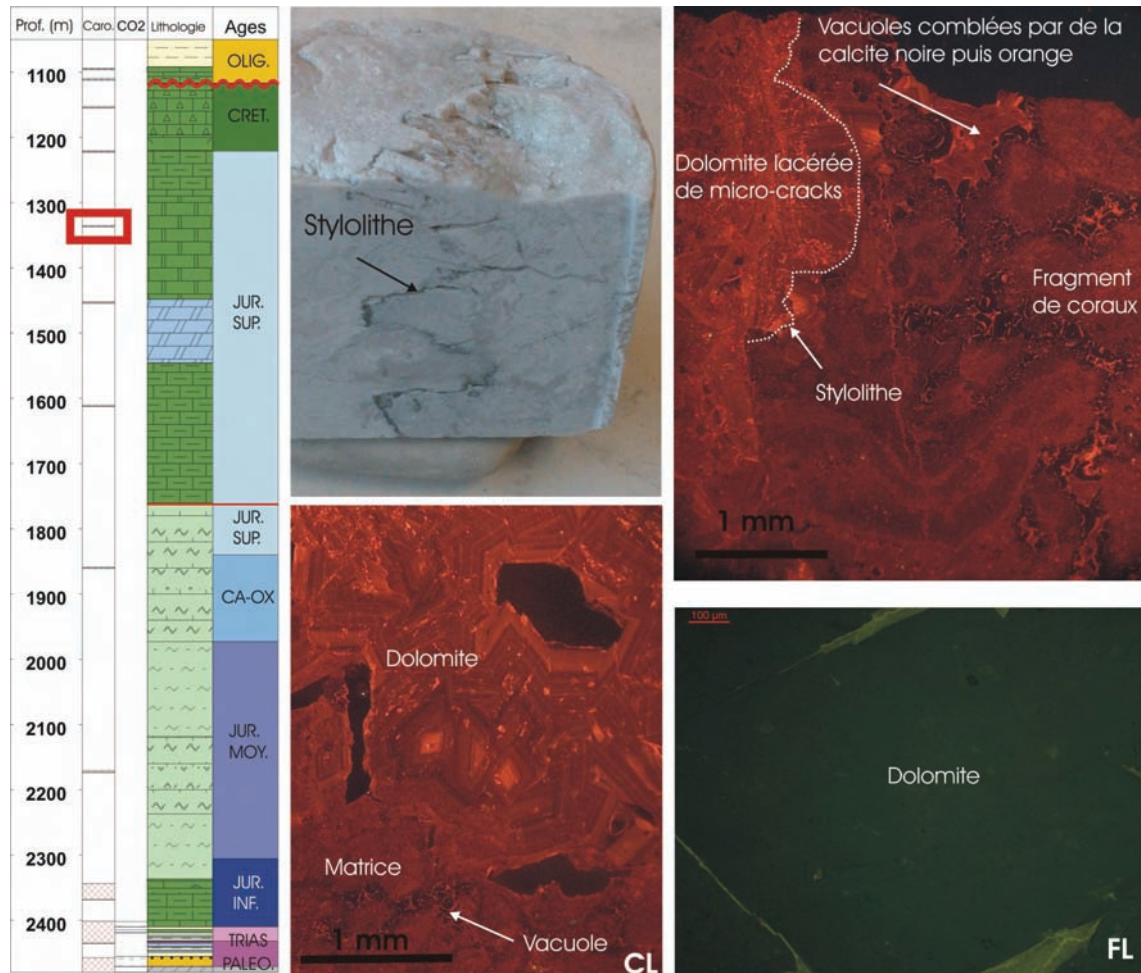 Prof. (m) Caro. CO2 Lithologie Ages
1100
1200
1300
1400
1500
1600
1700
1800
1900
2000
2100
2200
2300
2400
OLIG.
CRET.
JUR.
SUP.
JUR.
SUP.
CA-OX
JUR.
MOY.
JUR.
INF.
TRIAS
PALEO.
Stylolithe
Vacuoles comblées par de la
calcite noire puis orange
Dolomite lacérée
de micro-cracks
Fragment
de coraux
Stylolithe
1 mm
Dolomite
Matrice
1 mm
Vacuole
CL
100 µm
Dolomite
FL